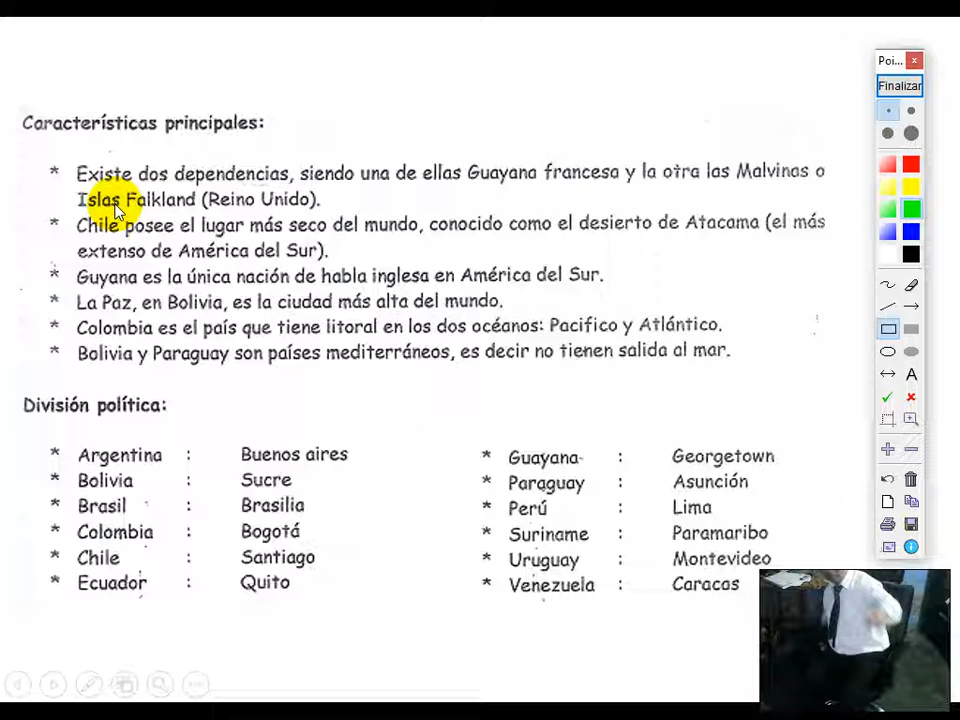 Poi...
Finalizar
Características principales:
* Existe dos dependencias, siendo una de ellas Guayana francesa y la otra las Malvinas o
Islas Falkland (Reino Unido).
* Chile posee el lugar más seco del mundo, conocido como el desierto de Atacama (el más
extenso de América del Sur).
* Guyana es la única nación de habla inglesa en América del Sur.
* La Paz, en Bolivia, es la ciudad más alta del mundo.
* Colombia es el país que tiene litoral en los dos océanos: Pacifico y Atlántico.
* Bolivia y Paraguay son países mediterráneos, es decir no tienen salida al mar.
División política:
* Argentina : Buenos aires
* Bolivia : Sucre
* Brasil : Brasilia
* Colombia : Bogotá
* Chile : Santiago
* Ecuador : Quito
* Guayana : Georgetown
* Paraguay : Asunción
* Perú : Lima
* Suriname : Paramaribo
* Uruguay : Montevideo
* Venezuela : Caracas
A